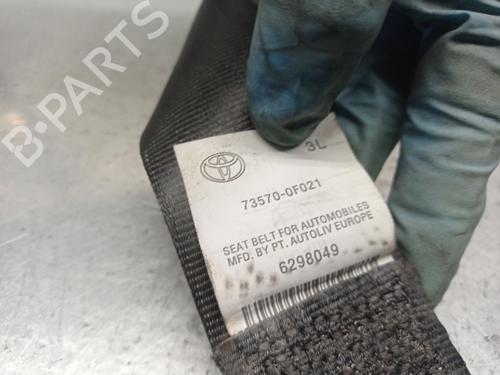 B-PARTS
3L
73570-0F021
SEAT BELT FOR AUTOMOBILES
MFD. BY PT. AUTOLIV EUROPE
6298049